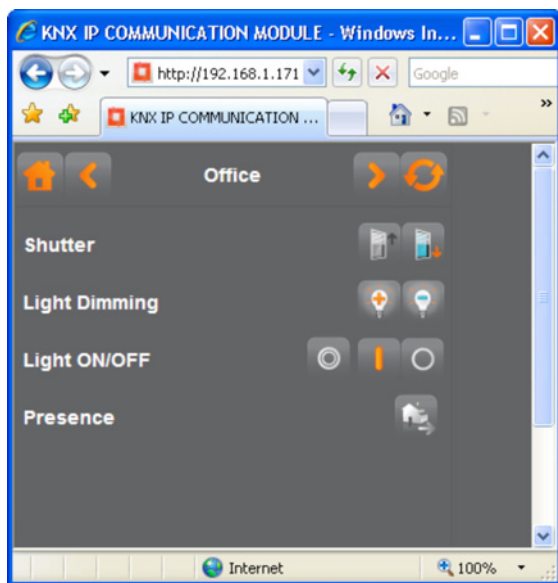 KNX IP COMMUNICATION MODULE - Windows In...
http://192.168.1.171
Google
KNX IP COMMUNICATION ...
»
Office
Shutter
Light Dimming
Light ON/OFF
Presence
Internet
100%